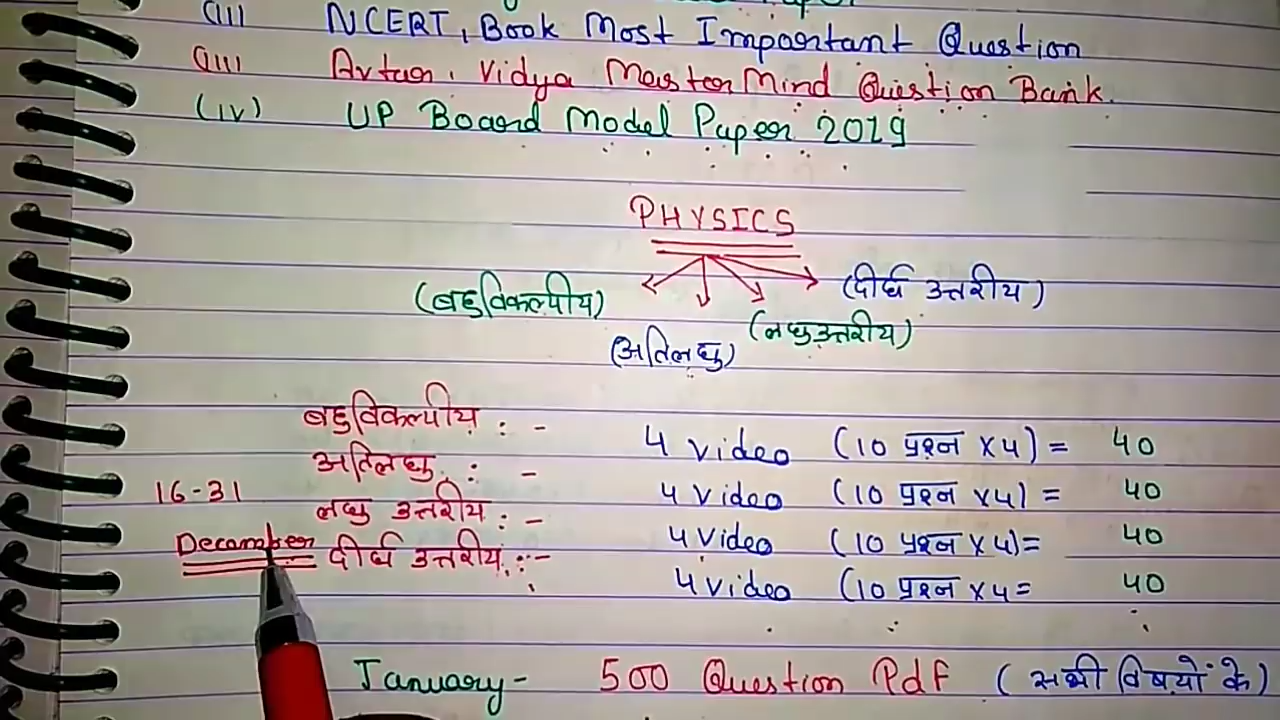 (ii) NCERT, Book Most Important Question
(iii) Vidya Master Mind Question Bank.
(iv) UP Board Model Paper 2019
PHYSICS
(बहुविकल्पीय) (दीर्घ उत्तरीय)
(अतिलघु) (लघुउत्तरीय)
बहुविकल्पीय : - 4 video (10 प्रश्न x4) = 40
अतिलघु : - 4 video (10 प्रश्न x4) = 40
16-31 लघु उत्तरीय : - 4 video (10 प्रश्न x4)= 40
December दीर्घ उत्तरीय : - 4 video (10 प्रश्न x4= 40
January - 500 Question Pdf (सभी विषयों के)